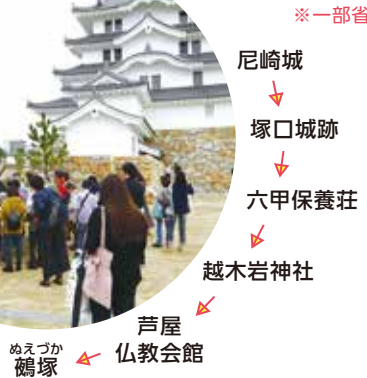 ※一部省
尼崎城
塚口城跡
六甲保養荘
越木岩神社
芦屋
仏教会館
ぬえづか
鵺塚